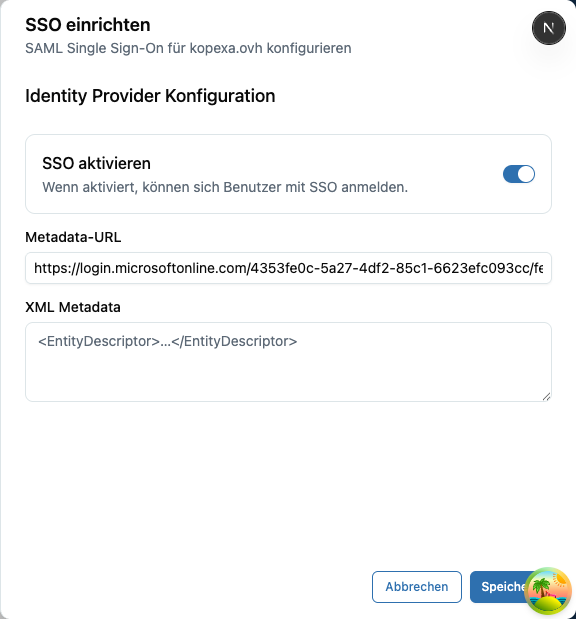 SSO einrichten
SAML Single Sign-On für kopexa.ovh konfigurieren
N
Identity Provider Konfiguration
SSO aktivieren
Wenn aktiviert, können sich Benutzer mit SSO anmelden.
Metadata-URL
https://login.microsoftonline.com/4353fe0c-5a27-4df2-85c1-6623efc093cc/fe
XML Metadata
<EntityDescriptor>...</EntityDescriptor>
Abbrechen
Speiche